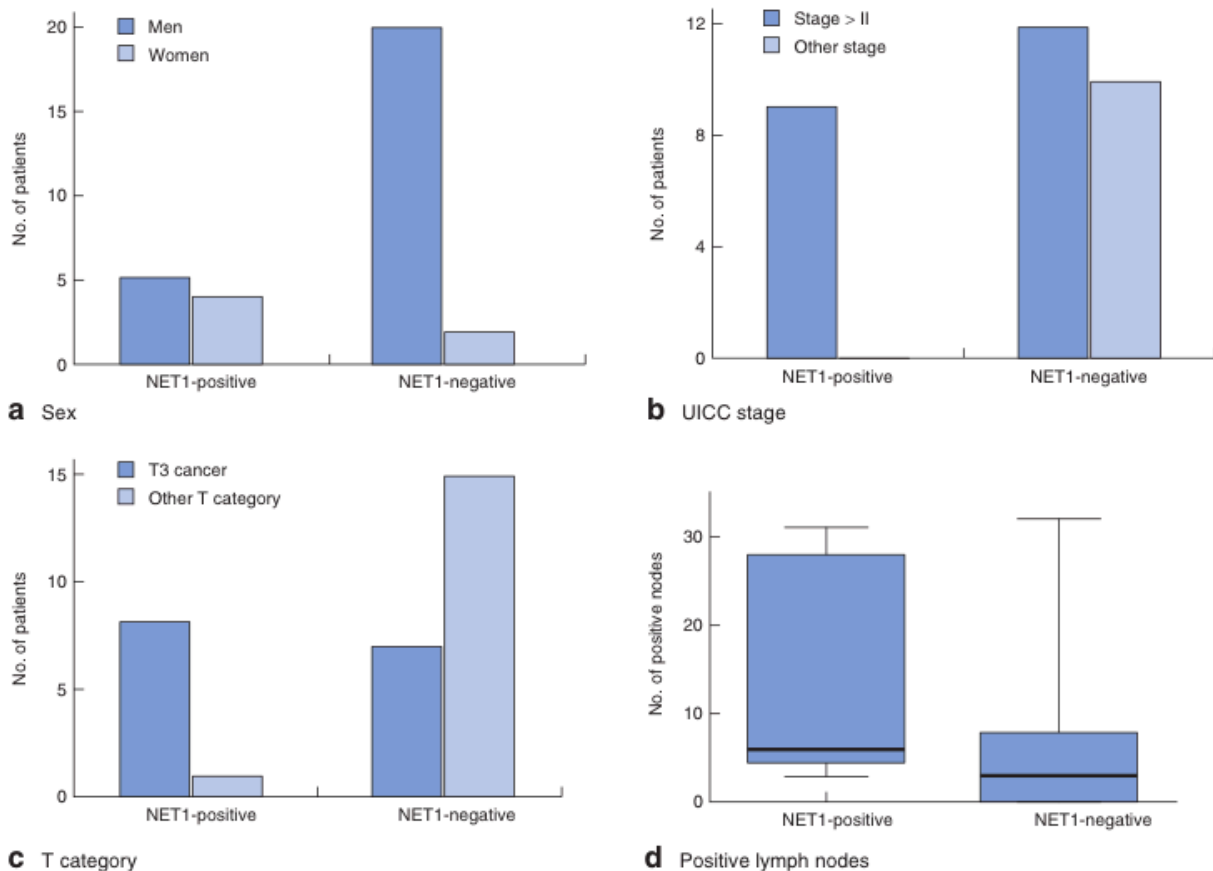 20
15
10
5
0
No. of patients
Men
Women
NET1-positive NET1-negative
a Sex
12
8
4
0
No. of patients
Stage > II
Other stage
NET1-positive NET1-negative
b UICC stage
15
10
5
0
No. of patients
T3 cancer
Other T category
NET1-positive NET1-negative
c T category
30
20
10
0
No. of positive nodes
NET1-positive NET1-negative
d Positive lymph nodes